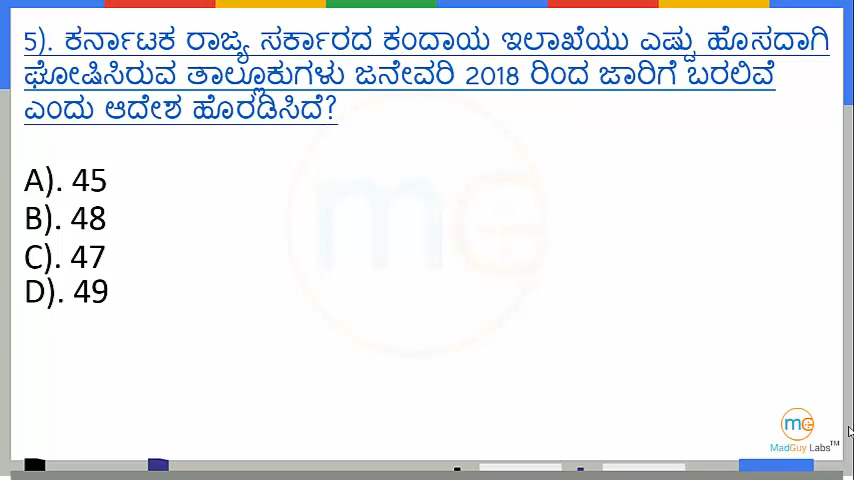 5). ಕರ್ನಾಟಕ ರಾಜ್ಯ ಸರ್ಕಾರದ ಕಂದಾಯ ಇಲಾಖೆಯು ಎಷ್ಟು ಹೊಸದಾಗಿ
ಘೋಷಿಸಿರುವ ತಾಲ್ಲೂಕುಗಳು ಜನೇವರಿ 2018 ರಿಂದ ಜಾರಿಗೆ ಬರಲಿವೆ
ಎಂದು ಆದೇಶ ಹೊರಡಿಸಿದೆ?
A). 45
B). 48
C). 47
D). 49
me
me
MadGuy Labs™